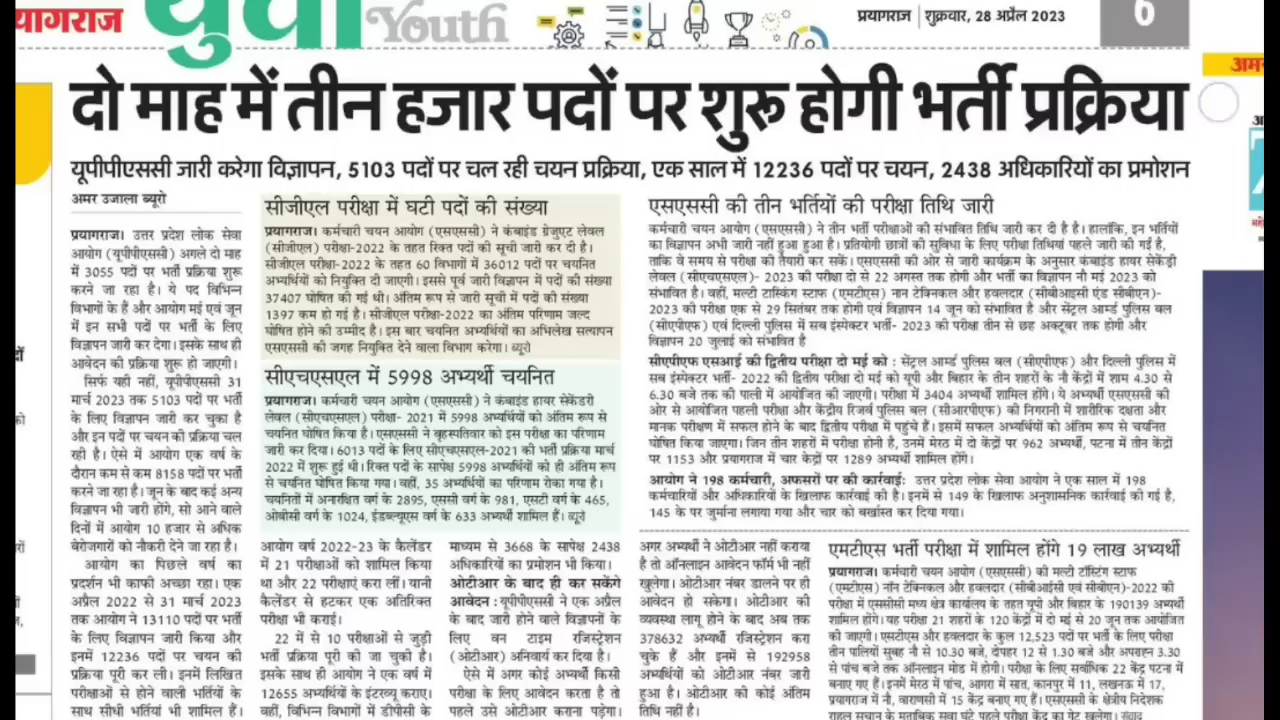 यागराज
युवा
Youth
प्रयागराज | शुक्रवार, 28 अप्रैल 2023
6
अमर
दो माह में तीन हजार पदों पर शुरू होगी भर्ती प्रक्रिया
यूपीपीएससी जारी करेगा विज्ञापन, 5103 पदों पर चल रही चयन प्रक्रिया, एक साल में 12236 पदों पर चयन, 2438 अधिकारियों का प्रमोशन
अमर उजाला ब्यूरो
प्रयागराज। उत्तर प्रदेश लोक सेवा
आयोग (यूपीपीएससी) अगले दो माह
में 3055 पदों पर भर्ती प्रक्रिया शुरू
करने जा रहा है। ये पद विभिन्न
विभागों के हैं और आयोग मई एवं जून
में इन सभी पदों पर भर्ती के लिए
विज्ञापन जारी कर देगा। इसके साथ ही
आवेदन की प्रक्रिया शुरू हो जाएगी।
सिर्फ यही नहीं, यूपीपीएससी 31
मार्च 2023 तक 5103 पदों पर भर्ती
के लिए विज्ञापन जारी कर चुका है
और इन पदों पर चयन की प्रक्रिया चल
रही है। ऐसे में आयोग एक वर्ष के
दौरान कम से कम 8158 पदों पर भर्ती
करने जा रहा है। जून के बाद कई अन्य
विज्ञापन भी जारी होंगे, सो आने वाले
दिनों में आयोग 10 हजार से अधिक
बेरोजगारों को नौकरी देने जा रहा है।
आयोग का पिछले वर्ष का
प्रदर्शन भी काफी अच्छा रहा। एक
अप्रैल 2022 से 31 मार्च 2023
तक आयोग ने 13110 पदों पर भर्ती
के लिए विज्ञापन जारी किया और
इनमें 12236 पदों पर चयन की
प्रक्रिया पूरी कर ली। इनमें लिखित
परीक्षाओं से होने वाली भर्तियों के
साथ सीधी भर्तियां भी शामिल हैं।
सीजीएल परीक्षा में घटी पदों की संख्या
प्रयागराज। कर्मचारी चयन आयोग (एसएससी) ने कंबाइंड ग्रेजुएट लेवल
(सीजीएल) परीक्षा-2022 के तहत रिक्त पदों की सूची जारी कर दी है।
सीजीएल परीक्षा-2022 के तहत 60 विभागों में 36012 पदों पर चयनित
अभ्यर्थियों को नियुक्ति दी जाएगी। इससे पूर्व जारी विज्ञापन में पदों की संख्या
37407 घोषित की गई थी। अंतिम रूप से जारी सूची में पदों की संख्या
1397 कम हो गई है। सीजीएल परीक्षा-2022 का अंतिम परिणाम जल्द
घोषित होने की उम्मीद है। इस बार चयनित अभ्यर्थियों का अभिलेख सत्यापन
एसएससी की जगह नियुक्ति देने वाला विभाग करेगा। ब्यूरो
सीएचएसएल में 5998 अभ्यर्थी चयनित
प्रयागराज। कर्मचारी चयन आयोग (एसएससी) ने कंबाइंड हायर सेकेंडरी
लेवल (सीएचएसएल) परीक्षा- 2021 में 5998 अभ्यर्थियों को अंतिम रूप से
चयनित घोषित किया है। एसएससी ने बृहस्पतिवार को इस परीक्षा का परिणाम
जारी कर दिया। 6013 पदों के लिए सीएचएसएल-2021 की भर्ती प्रक्रिया मार्च
2022 में शुरू हुई थी। रिक्त पदों के सापेक्ष 5998 अभ्यर्थियों को ही अंतिम रूप
से चयनित घोषित किया गया। वहीं, 35 अभ्यर्थियों का परिणाम रोका गया है।
चयनितों में अनारक्षित वर्ग के 2895, एससी वर्ग के 981, एसटी वर्ग के 465,
ओबीसी वर्ग के 1024, ईडब्ल्यूएस वर्ग के 633 अभ्यर्थी शामिल हैं। ब्यूरो
आयोग वर्ष 2022-23 के कैलेंडर
में 21 परीक्षाओं को शामिल किया
था और 22 परीक्षाएं करा लीं। यानी
कैलेंडर से हटकर एक अतिरिक्त
परीक्षा भी कराई।
22 में से 10 परीक्षाओं से जुड़ी
भर्ती प्रक्रिया पूरी की जा चुकी है।
इसके साथ ही आयोग ने एक वर्ष में
12655 अभ्यर्थियों के इंटरव्यू कराए।
वहीं, विभिन्न विभागों में डीपीसी के
माध्यम से 3668 के सापेक्ष 2438
अधिकारियों का प्रमोशन भी किया।
ओटीआर के बाद ही कर सकेंगे
आवेदन : यूपीपीएससी ने एक अप्रैल
के बाद जारी होने वाले विज्ञापनों के
लिए वन टाइम रजिस्ट्रेशन
(ओटीआर) अनिवार्य कर दिया है।
ऐसे में अगर कोई अभ्यर्थी किसी
परीक्षा के लिए आवेदन करता है तो
पहले उसे ओटीआर कराना पड़ेगा।
एसएससी की तीन भर्तियों की परीक्षा तिथि जारी
कर्मचारी चयन आयोग (एसएससी) ने तीन भर्ती परीक्षाओं की संभावित तिथि जारी कर दी है है। हालांकि, इन भर्तियों
का विज्ञापन अभी जारी नहीं हुआ हुआ है। प्रतियोगी छात्रों की सुविधा के लिए परीक्षा तिथियां पहले जारी की गईं है,
ताकि वे समय से परीक्षा की तैयारी कर सकें। एसएससी की ओर से जारी कार्यक्रम के अनुसार कंबाइंड हायर सेकेंड्री
लेवल (सीएचएसएल)- 2023 की परीक्षा दो से 22 अगस्त तक होगी और भर्ती का विज्ञापन नौ मई 2023 को
संभावित है। वहीं, मल्टी टास्किंग स्टाफ (एमटीएस) नान टेक्निकल और हवलदार (सीबीआइसी एंड सीबीएन)-
2023 की परीक्षा एक से 29 सितंबर तक होगी एवं विज्ञापन 14 जून को संभावित है और सेंट्रल आर्म्ड पुलिस बल
(सीएपीएफ) एवं दिल्ली पुलिस में सब इंस्पेक्टर भर्ती- 2023 की परीक्षा तीन से छह अक्टूबर तक होगी और
विज्ञापन 20 जुलाई को संभावित है
सीएपीएफ एसआई की द्वितीय परीक्षा दो मई को : सेंट्रल आर्म्ड पुलिस बल (सीएपीएफ) और दिल्ली पुलिस में
सब इंस्पेक्टर भर्ती- 2022 की द्वितीय परीक्षा दो मई को यूपी और बिहार के तीन शहरों के नौ केंद्रों में शाम 4.30 से
6.30 बजे तक की पाली में आयोजित की जाएगी। परीक्षा में 3404 अभ्यर्थी शामिल होंगे। ये अभ्यर्थी एसएससी की
ओर से आयोजित पहली परीक्षा और केंद्रीय रिजर्व पुलिस बल (सीआरपीएफ) की निगरानी में शारीरिक दक्षता और
मानक परीक्षण में सफल होने के बाद द्वितीय परीक्षा में पहुंचे हैं। इसमें सफल अभ्यर्थियों को अंतिम रूप से चयनित
घोषित किया जाएगा। जिन तीन शहरों में परीक्षा होनी है, उनमें मेरठ में दो केंद्रों पर 962 अभ्यर्थी, पटना में तीन केंद्रों
पर 1153 और प्रयागराज में चार केंद्रों पर 1289 अभ्यर्थी शामिल होंगे।
आयोग ने 198 कर्मचारी, अफसरों पर की कार्रवाई: उत्तर प्रदेश लोक सेवा आयोग ने एक साल में 198
कर्मचारियों और अधिकारियों के खिलाफ कार्रवाई की है। इनमें से 149 के खिलाफ अनुशासनिक कार्रवाई की गई है,
145 के पर जुर्माना लगाया गया और चार को बर्खास्त कर दिया गया।
अगर अभ्यर्थी ने ओटीआर नहीं कराया
है तो ऑनलाइन आवेदन फॉर्म भी नहीं
खुलेगा। ओटीआर नंबर डालने पर ही
आवेदन हो सकेगा। ओटीआर की
व्यवस्था लागू होने के बाद अब तक
378632 अभ्यर्थी रजिस्ट्रेशन करा
चुके हैं और इनमें से 192958
अभ्यर्थियों को ओटीआर नंबर जारी
हुआ है। ओटीआर की कोई अंतिम
तिथि नहीं है।
एमटीएस भर्ती परीक्षा में शामिल होंगे 19 लाख अभ्यर्थी
प्रयागराज। कर्मचारी चयन आयोग (एसएससी) की मल्टी टॉस्टिंग स्टाफ
(एमटीएस) नॉन टेक्निकल और हवलदार (सीबीआईसी एवं सीबीएन)-2022 की
परीक्षा में एससीसी मध्य क्षेत्र कार्यालय के तहत यूपी और बिहार के 190139 अभ्यर्थी
शामिल होंगे। यह परीक्षा 21 शहरों के 120 केंद्रों में दो मई से 20 जून तक आयोजित
की जाएगी। एसटीएस और हवलदार के कुल 12,523 पदों पर भर्ती के लिए परीक्षा
तीन पालियों सुबह नौ से 10.30 बजे, दोपहर 12 से 1.30 बजे और अपराह्न 3.30
से पांच बजे तक ऑनलाइन मोड में होगी। परीक्षा के लिए सर्वाधिक 22 केंद्र पटना में
बनाए गए हैं। इनमें मेरठ में पांच, आगरा में सात, कानपुर में 11, लखनऊ में 17,
प्रयागराज में नौ, वाराणसी में 15 केंद्र बनाए गए हैं। एसएससी के क्षेत्रीय निदेशक
राहुल सचान के मुताबिक सवा घंटे पहले परीक्षा केंद्र का गेट खुलेगा।